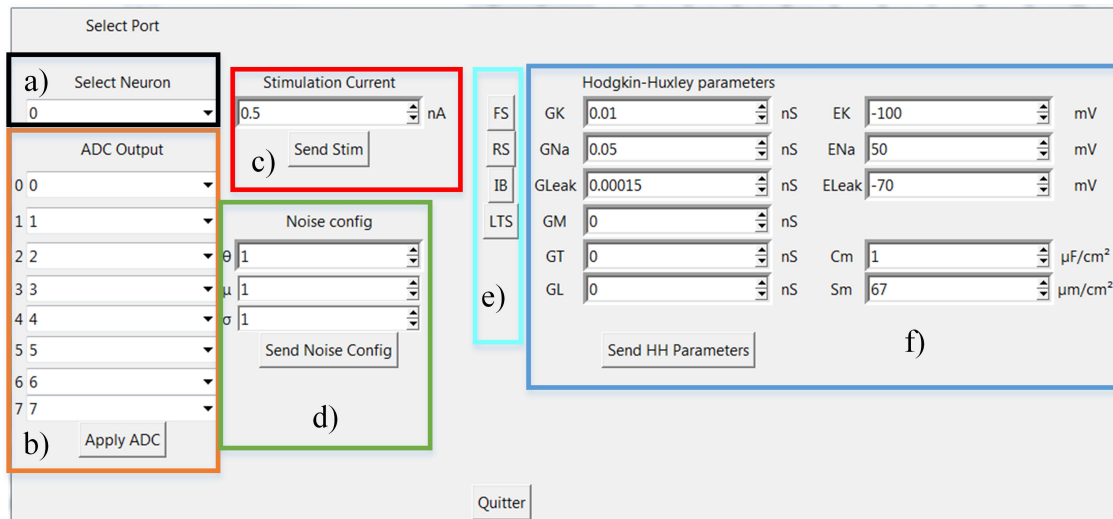 Select Port
a)
Select Neuron
0
ADC Output
0 0
1 1
2 2
3 3
4 4
5 5
6 6
7 7
b)
Apply ADC
Stimulation Current
0.5 nA
c)
Send Stim
Noise config
θ 1
μ 1
σ 1
Send Noise Config
d)
FS
RS
IB
LTS
e)
Hodgkin-Huxley parameters
GK 0.01 nS EK -100 mV
GNa 0.05 nS ENa 50 mV
GLeak 0.00015 nS ELeak -70 mV
GM 0 nS
GT 0 nS Cm 1 µF/cm²
GL 0 nS Sm 67 µm/cm²
Send HH Parameters
f)
Quitter